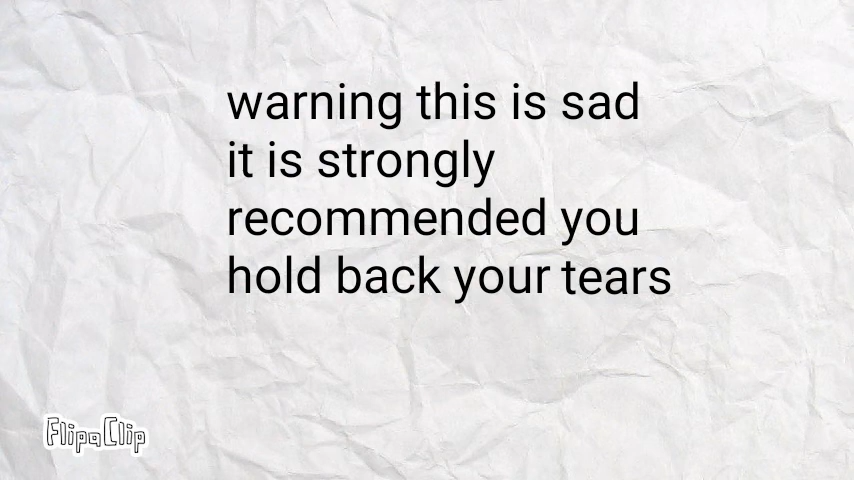 warning this is sad
it is strongly
recommended you
hold back your tears
FlipaClip